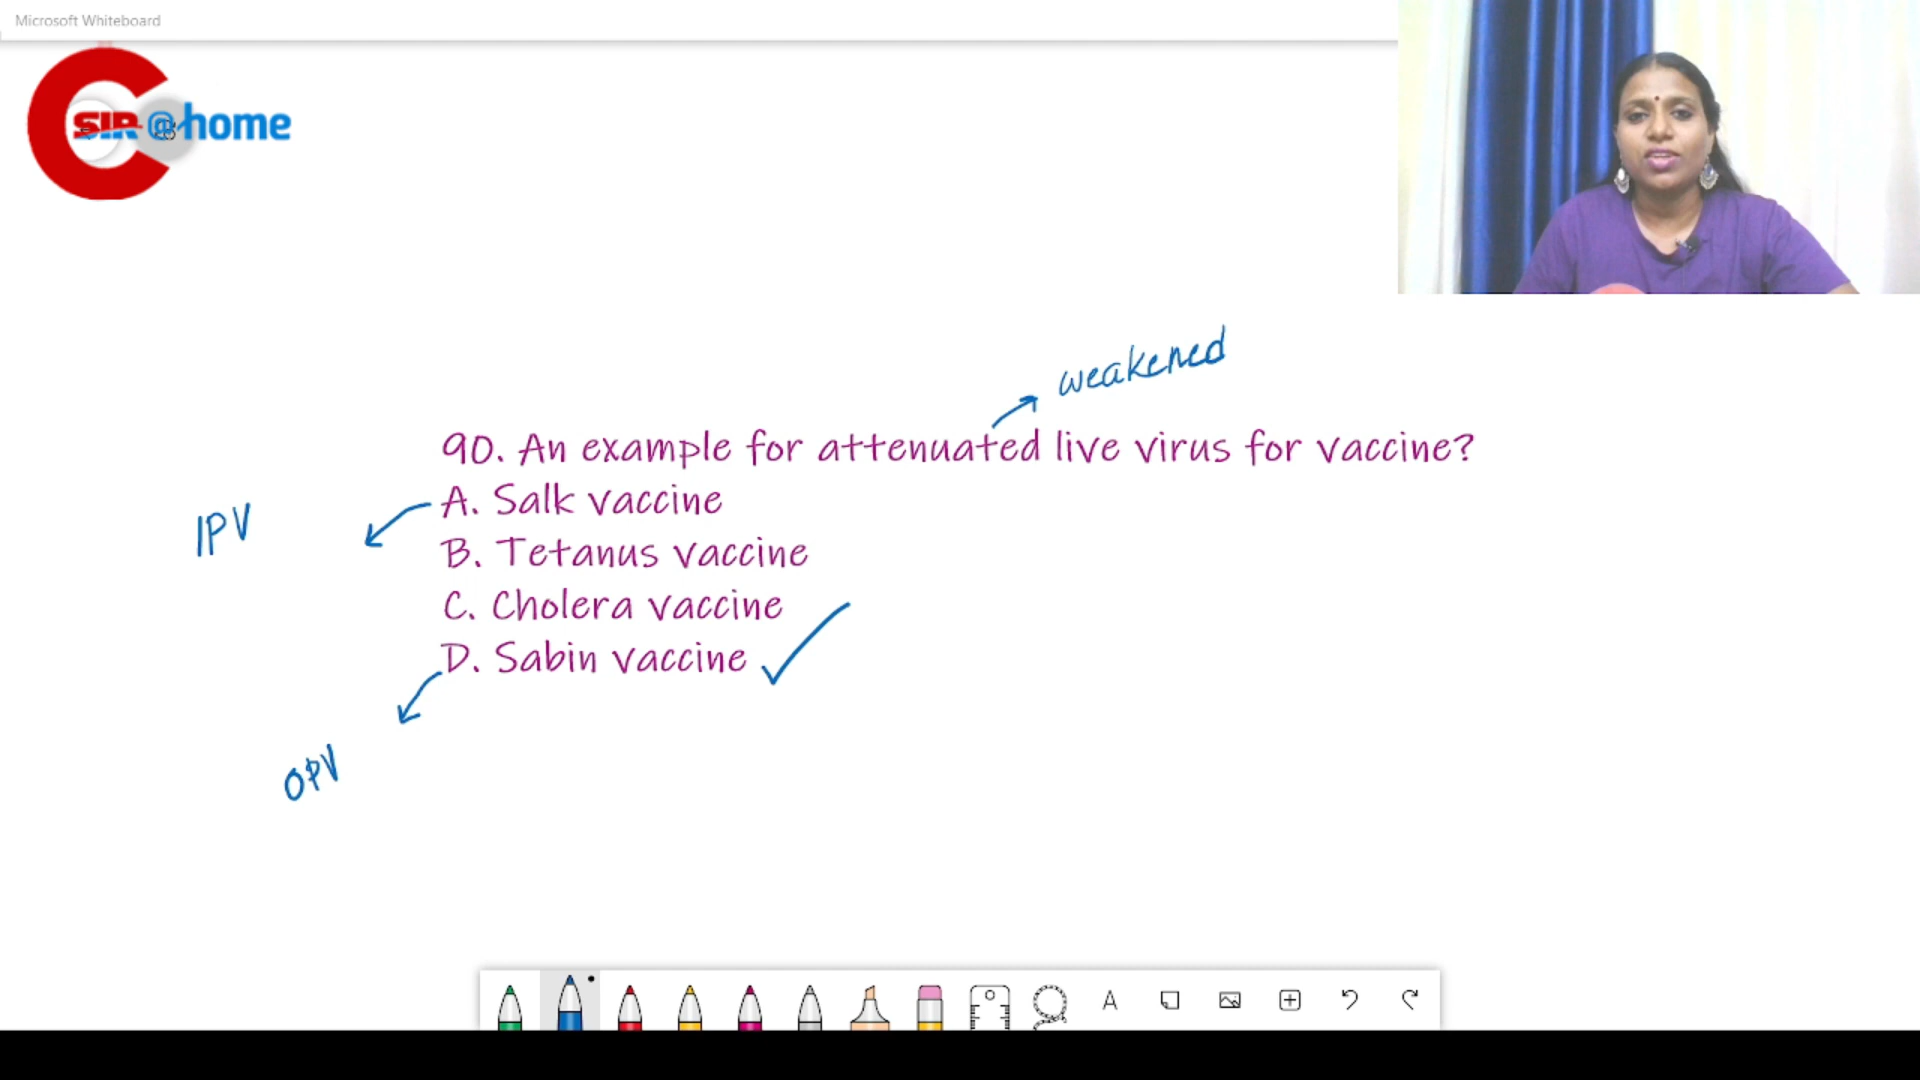 Microsoft Whiteboard
SIR @home
weakened
90. An example for attenuated live virus for vaccine?
A. Salk vaccine
IPV
B. Tetanus vaccine
C. Cholera vaccine
D. Sabin vaccine
OPV
A